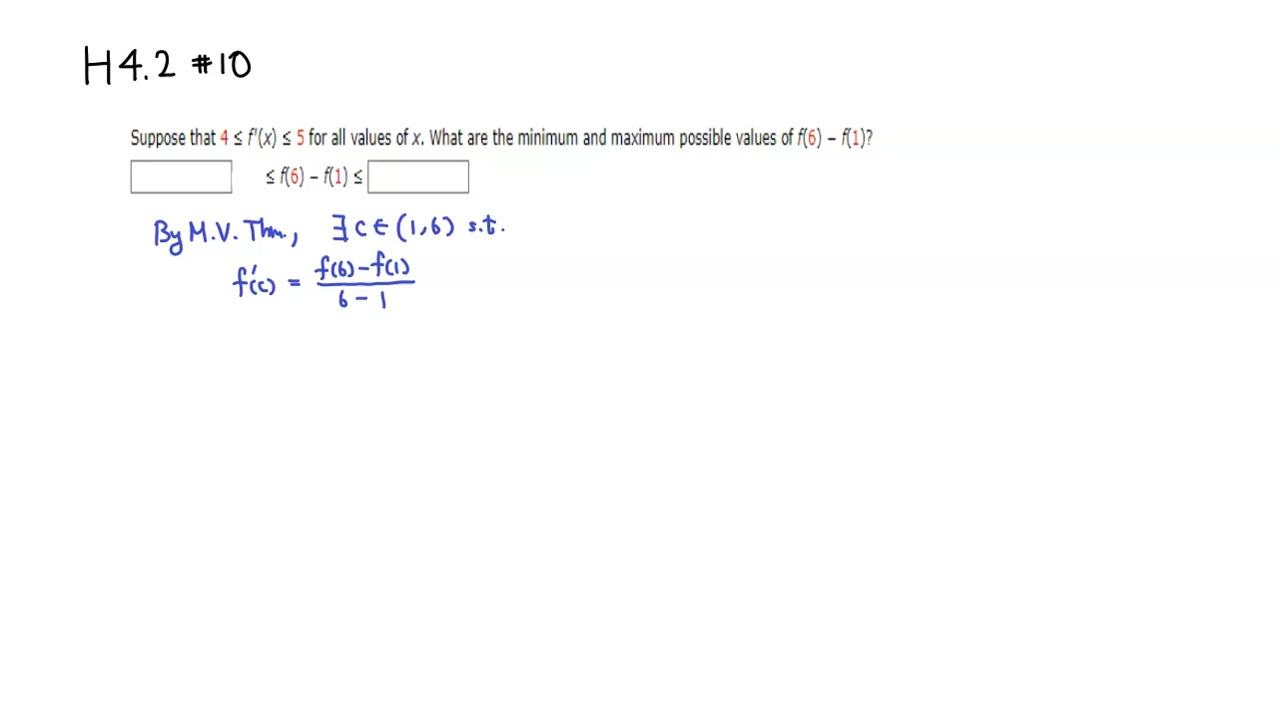 H4.2 #10
Suppose that 4 ≤ f'(x) ≤ 5 for all values of x. What are the minimum and maximum possible values of f(6) – f(1)?
≤ f(6) – f(1) ≤
By M.V. Thm., ∃ c ∈ (1,6) s.t.
f'(c) = \frac{f(6)-f(1)}{6-1}